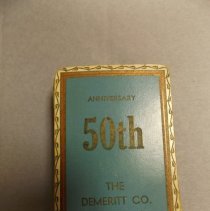 ANNIVERSARY
50th
THE
DEMERITT CO.